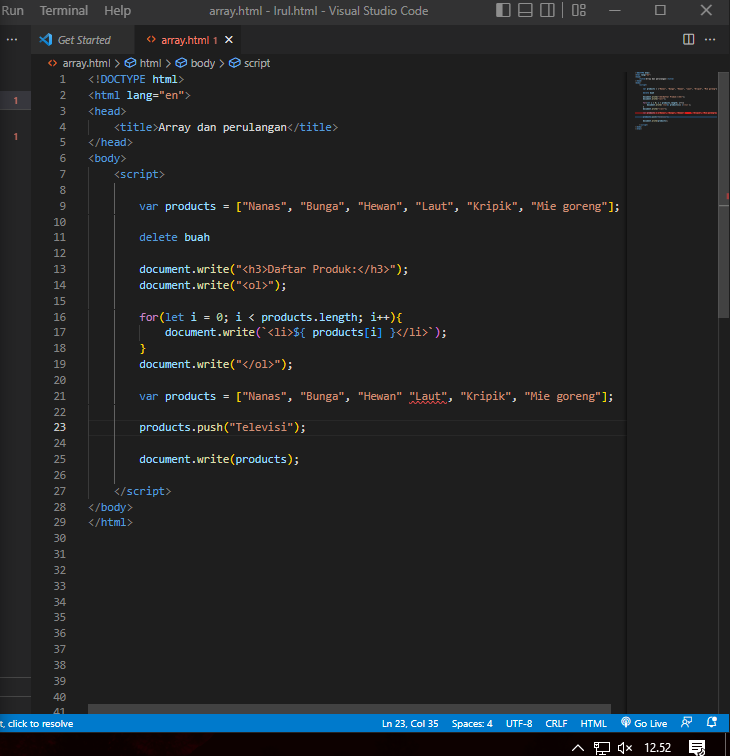 Run Terminal Help array.html - Irul.html - Visual Studio Code
Get Started array.html 1
array.html > html > body > script
1
1
1 <!DOCTYPE html>
2 <html lang="en">
3 <head>
4 <title>Array dan perulangan</title>
5 </head>
6 <body>
7 <script>
8
9 var products = ["Nanas", "Bunga", "Hewan", "Laut", "Kripik", "Mie goreng"];
10
11 delete buah
12
13 document.write("<h3>Daftar Produk:</h3>");
14 document.write("<ol>");
15
16 for(let i = 0; i < products.length; i++){
17 document.write(`<li>${ products[i] }</li>`);
18 }
19 document.write("</ol>");
20
21 var products = ["Nanas", "Bunga", "Hewan" "Laut", "Kripik", "Mie goreng"];
22
23 products.push("Televisi");
24
25 document.write(products);
26
27 </script>
28 </body>
29 </html>
30
31
32
33
34
35
36
37
38
39
40
41
t, click to resolve Ln 23, Col 35 Spaces: 4 UTF-8 CRLF HTML Go Live
12.52